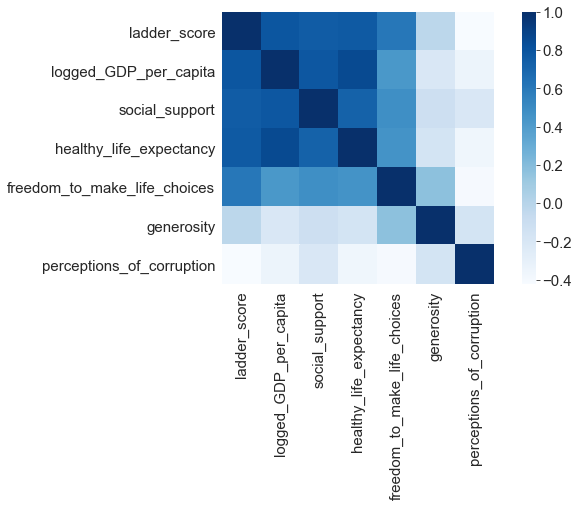 ladder_score
logged_GDP_per_capita
social_support
healthy_life_expectancy
freedom_to_make_life_choices
generosity
perceptions_of_corruption
ladder_score
logged_GDP_per_capita
social_support
healthy_life_expectancy
freedom_to_make_life_choices
generosity
perceptions_of_corruption
1.0
0.8
0.6
0.4
0.2
0.0
−0.2
−0.4